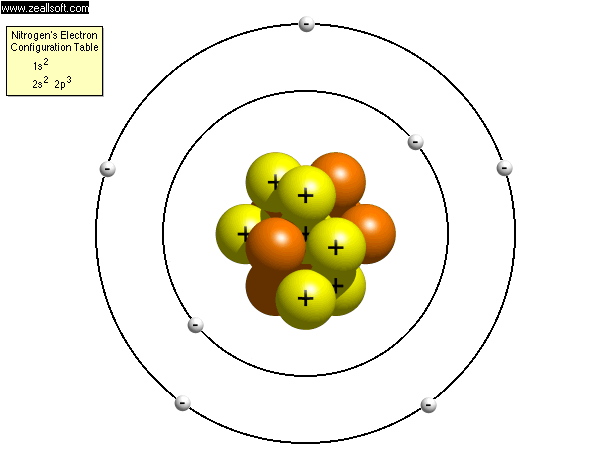 www.zeallsoft.com
Nitrogen's Electron
Configuration Table
1s²
2s² 2p³
-
-
-
-
+
+
+
+
+
+
+
-
-
-